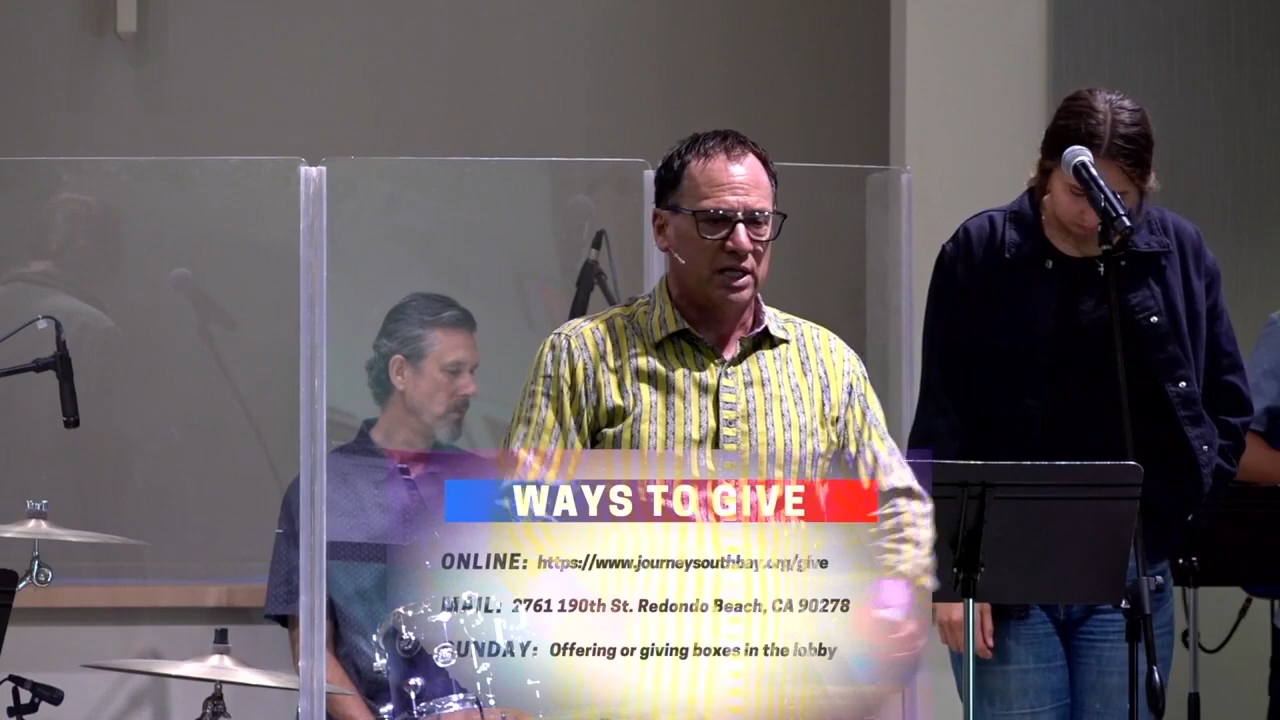 WAYS TO GIVE
ONLINE: https://www.journeysouthbay.org/give
MAIL: 2761 190th St. Redondo Beach, CA 90278
SUNDAY: Offering or giving boxes in the lobby